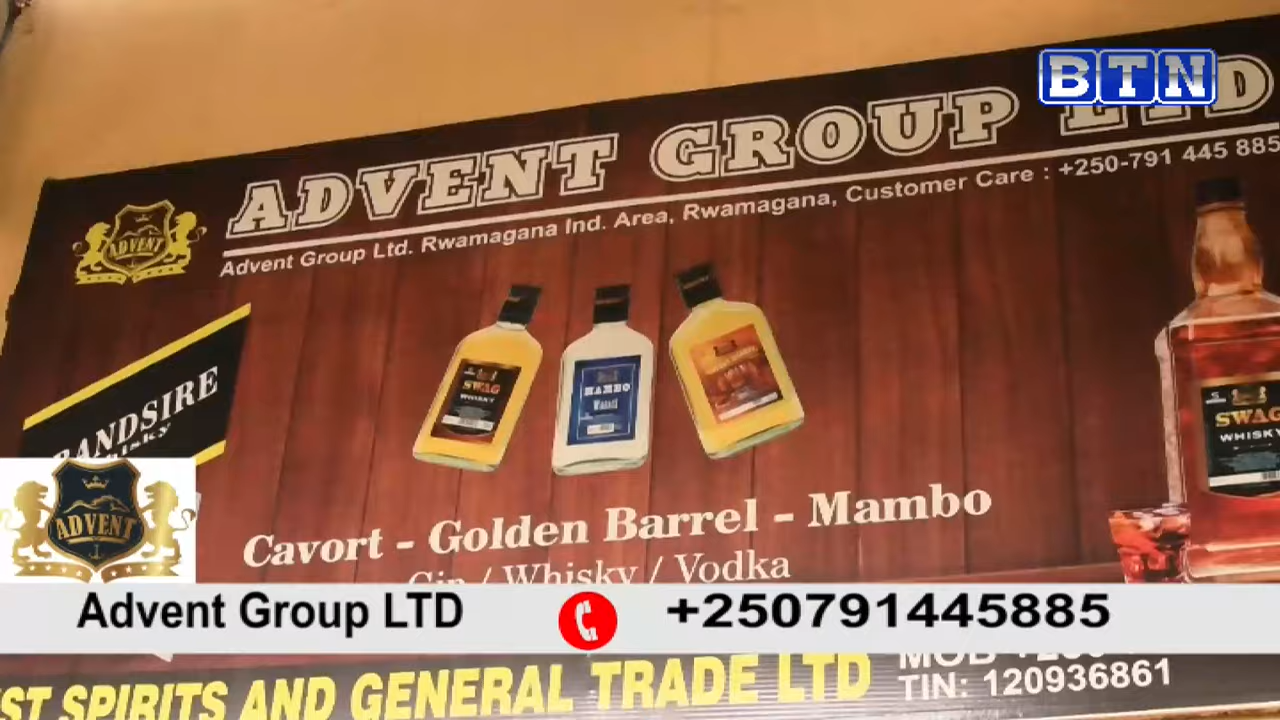 BTN
ADVENT GROUP LTD
Advent Group Ltd. Rwamagana Ind. Area, Rwamagana, Customer Care : +250-791 445 885
ADVENT
SWAG
WHISKY
MAMBO
SWAG
WHISKY
Cavort - Golden Barrel - Mambo
Gin / Whisky / Vodka
ADVENT
Advent Group LTD
+250791445885
SPIRITS AND GENERAL TRADE LTD
TIN: 120936861